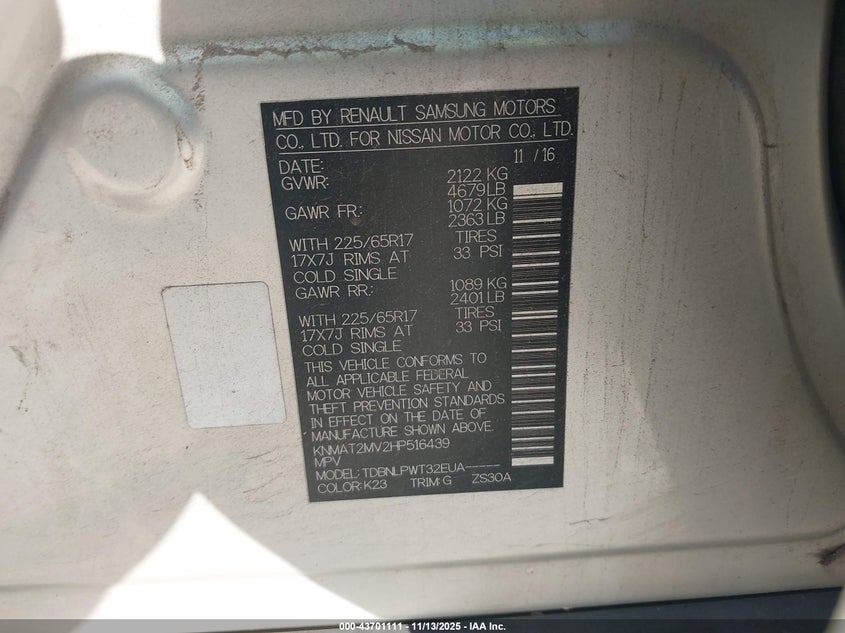 MFD BY RENAULT SAMSUNG MOTORS
CO., LTD. FOR NISSAN MOTOR CO., LTD.
DATE: 11 / 16
GVWR: 2122 KG
4679 LB
GAWR FR: 1072 KG
2363 LB
WITH 225/65R17 TIRES
17X7J RIMS AT 33 PSI
COLD SINGLE
GAWR RR: 1089 KG
2401 LB
WITH 225/65R17 TIRES
17X7J RIMS AT 33 PSI
COLD SINGLE
THIS VEHICLE CONFORMS TO
ALL APPLICABLE FEDERAL
MOTOR VEHICLE SAFETY AND
THEFT PREVENTION STANDARDS
IN EFFECT ON THE DATE OF
MANUFACTURE SHOWN ABOVE.
KNMAT2MV2HP516439
MPV
MODEL: TDBNLPWT32EUA-----
COLOR: K23 TRIM: G ZS30A
000-43701111 - 11/13/2025 - IAA Inc.